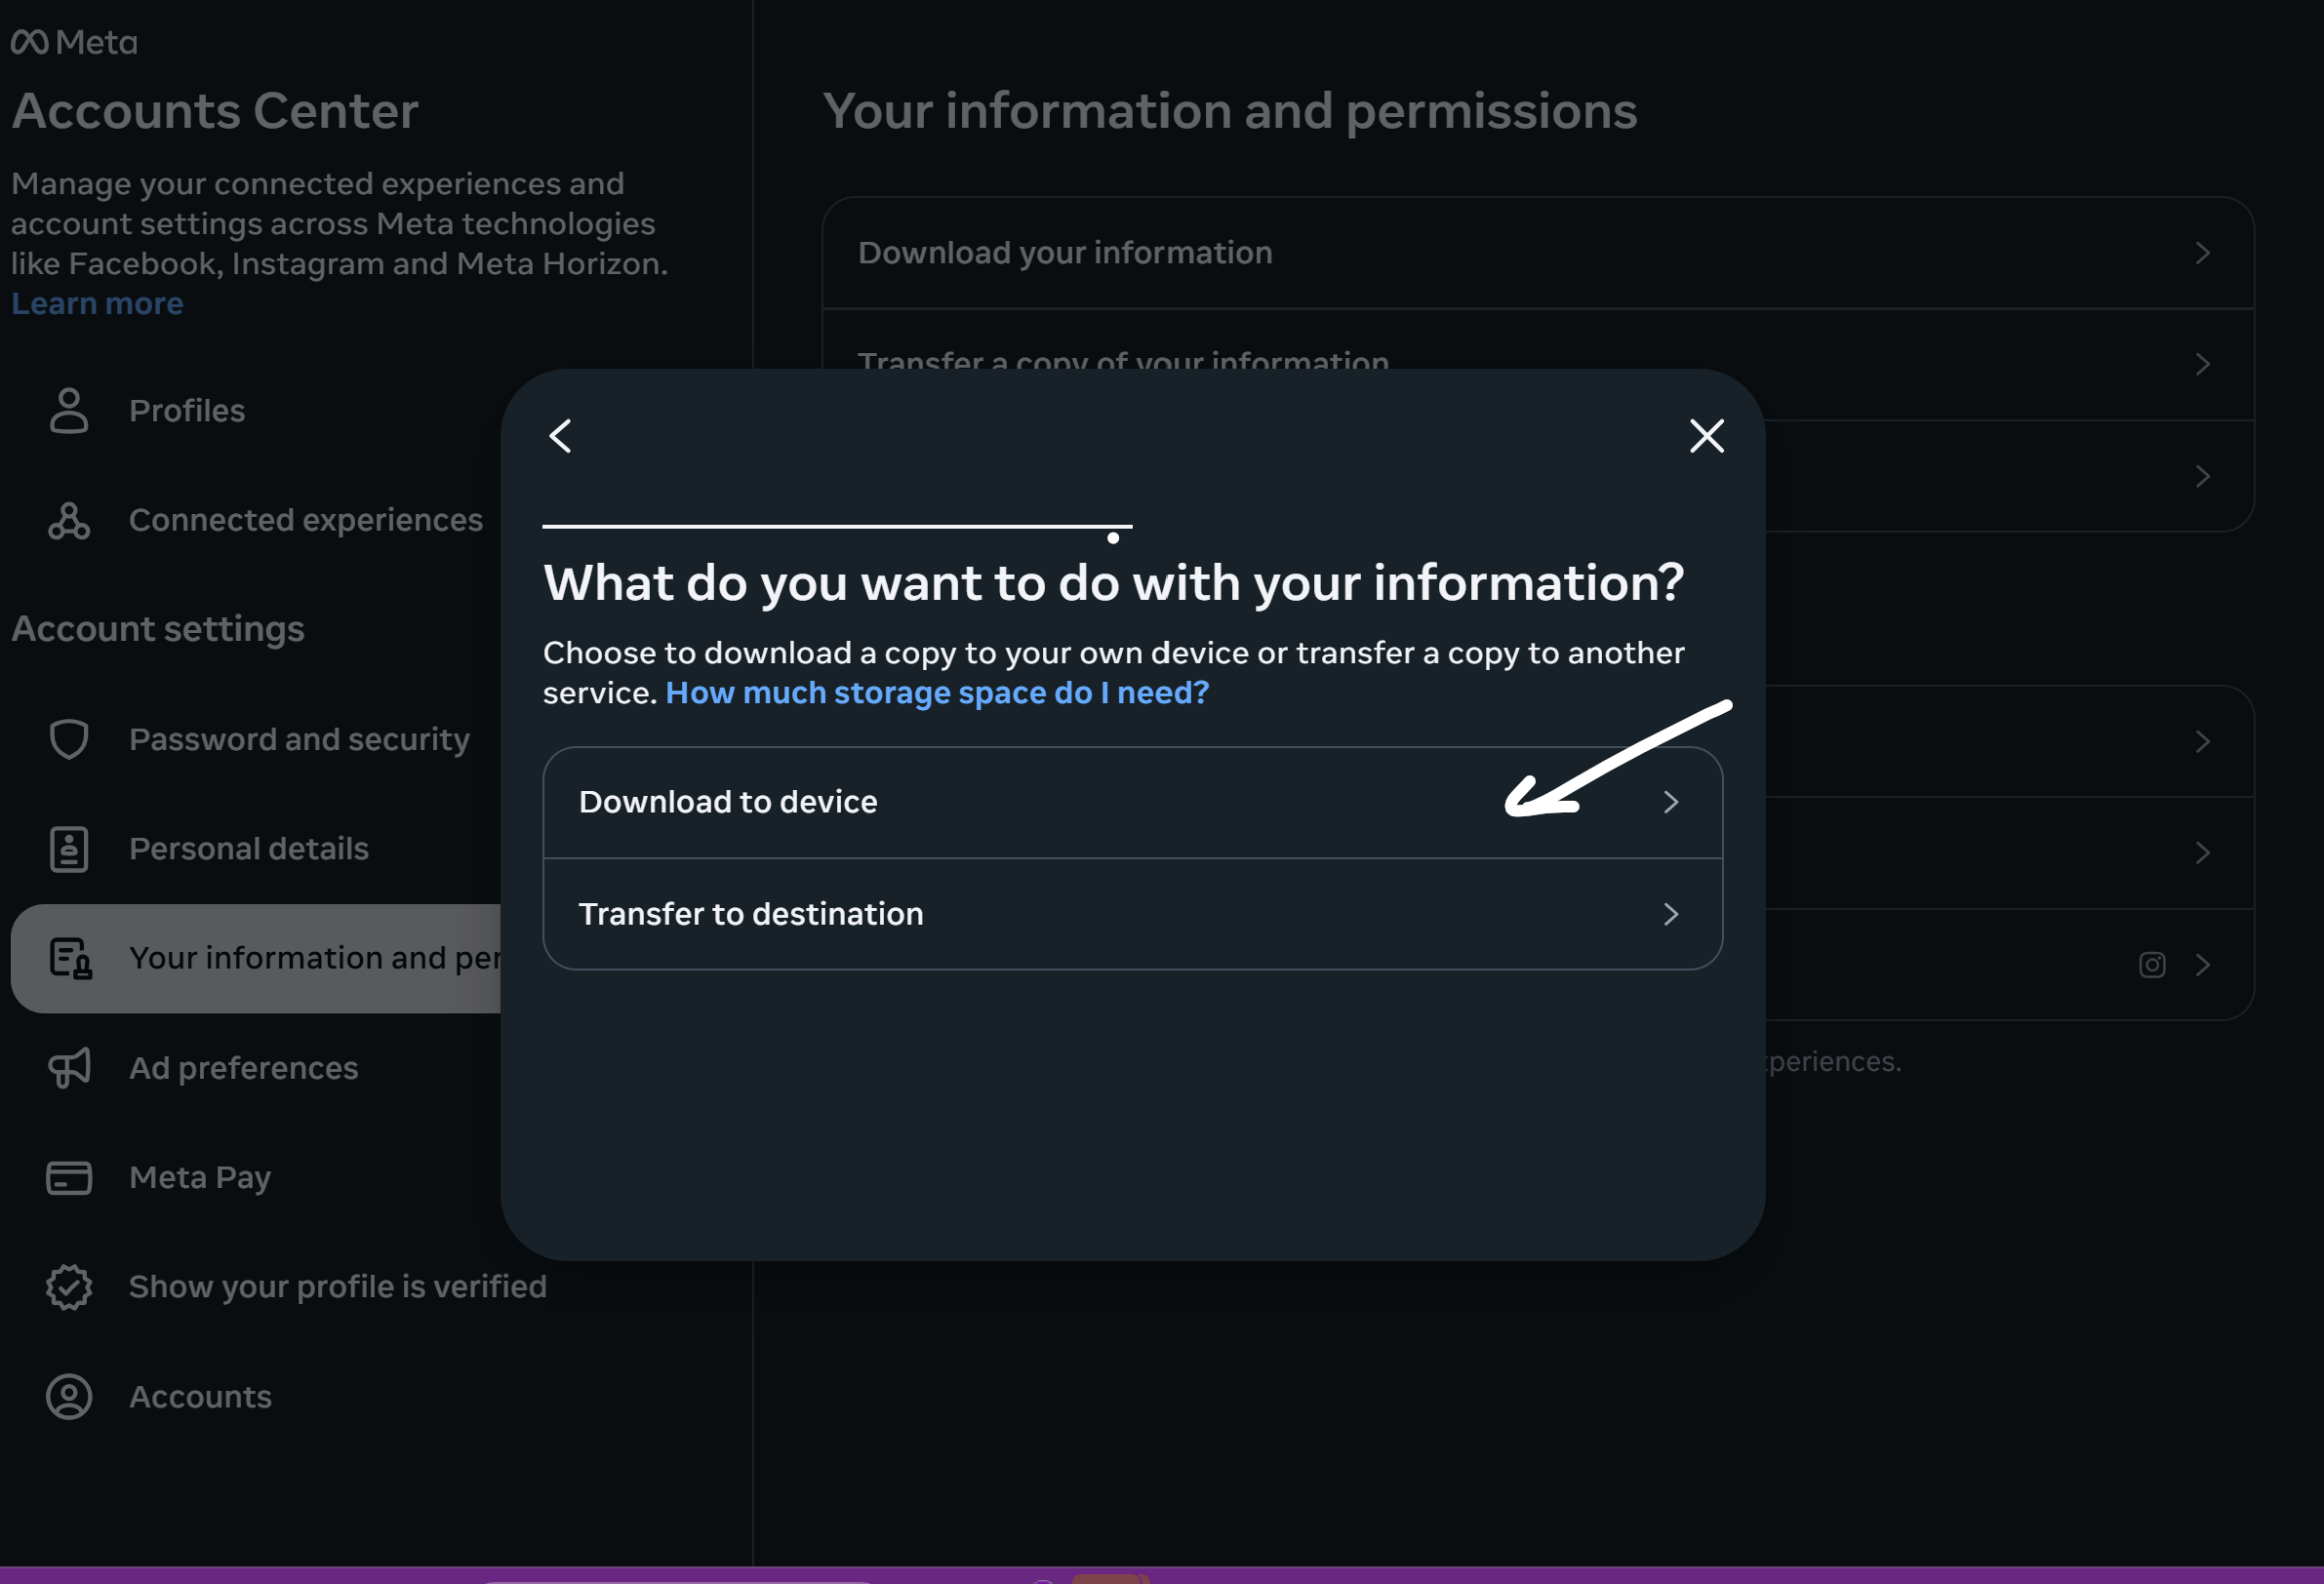 Meta
Accounts Center
Manage your connected experiences and
account settings across Meta technologies
like Facebook, Instagram and Meta Horizon.
Learn more
Profiles
Connected experiences
Account settings
Password and security
Personal details
Your information and per
Ad preferences
Meta Pay
Show your profile is verified
Accounts
Your information and permissions
Download your information
Transfer a copy of your information
What do you want to do with your information?
Choose to download a copy to your own device or transfer a copy to another
service. How much storage space do I need?
Download to device
Transfer to destination
xperiences.